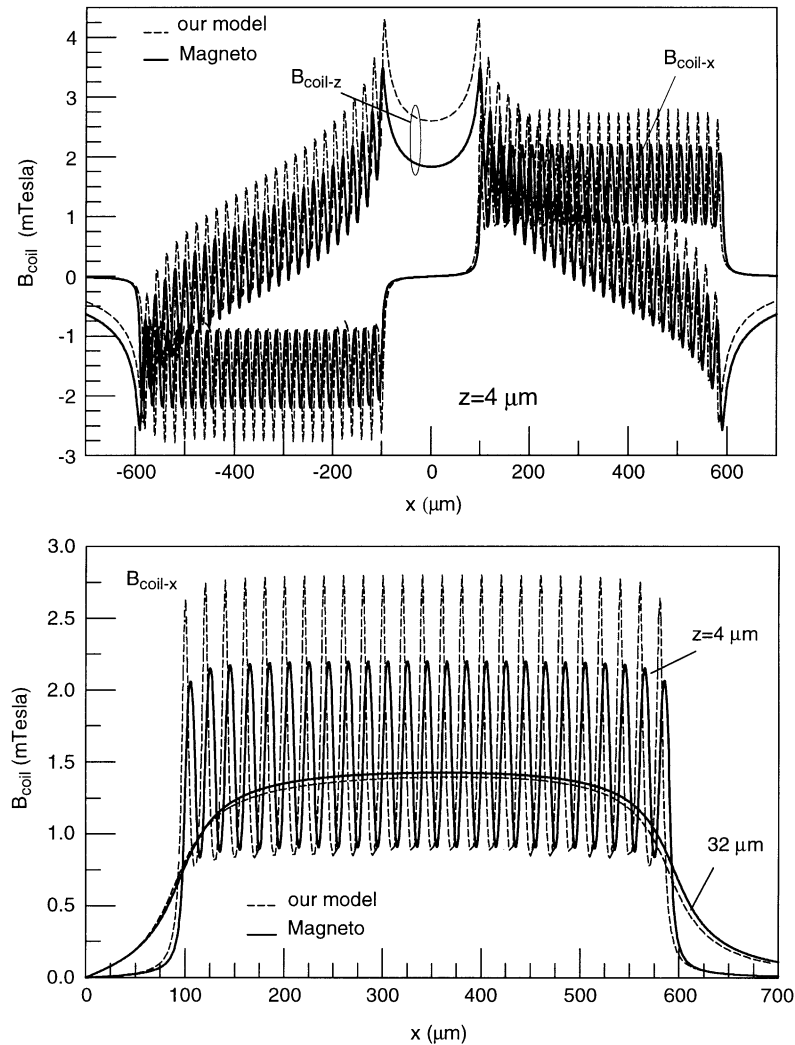 our model
Magneto
B_coil-z
B_coil-x
4
3
2
1
0
-1
-2
-3
B_coil (mTesla)
z=4 μm
-600 -400 -200 0 200 400 600
x (μm)
3.0
2.5
2.0
1.5
1.0
0.5
0.0
B_coil (mTesla)
B_coil-x
z=4 μm
32 μm
our model
Magneto
0 100 200 300 400 500 600 700
x (μm)